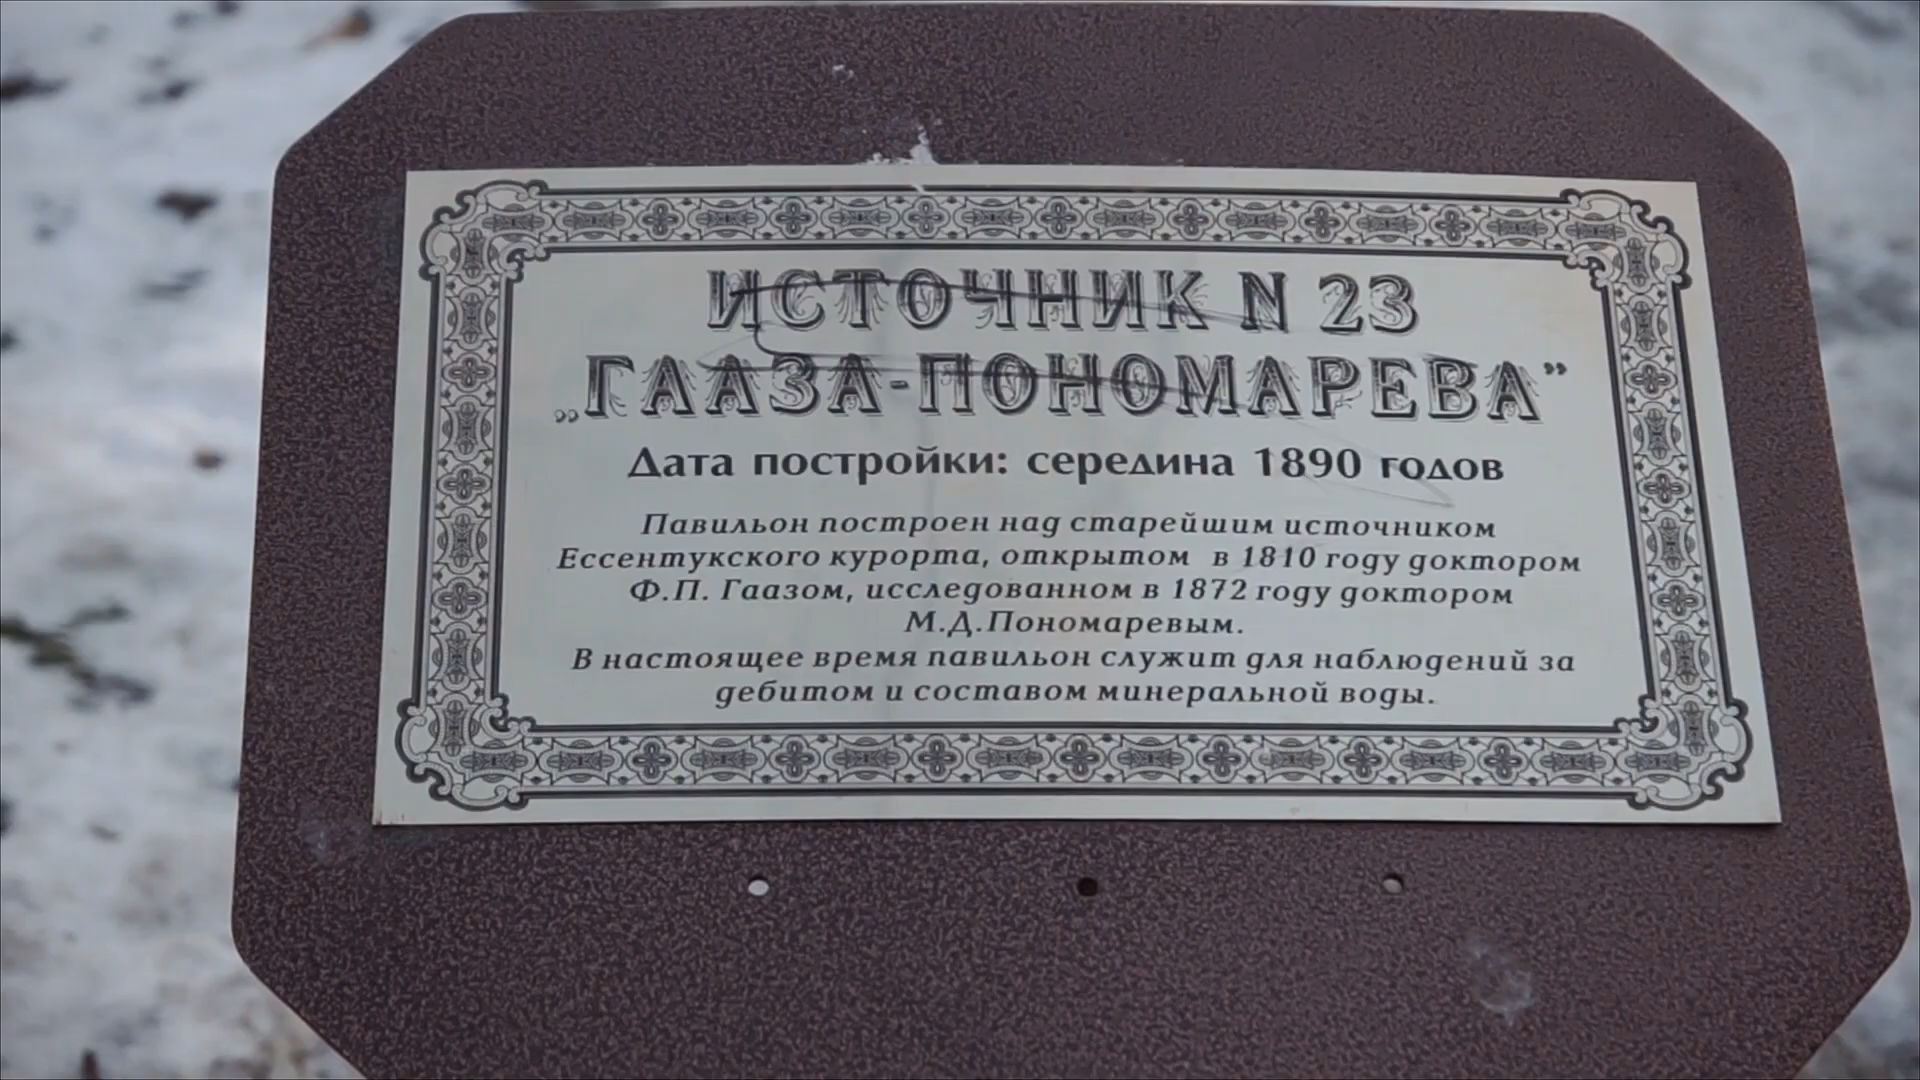 ИСТОЧНИК N 23
„ГААЗА-ПОНОМАРЕВА”
Дата постройки: середина 1890 годов
Павильон построен над старейшим источником
Ессентукского курорта, открытом в 1810 году доктором
Ф.П. Гаазом, исследованном в 1872 году доктором
М.Д.Пономаревым.
В настоящее время павильон служит для наблюдений за
дебитом и составом минеральной воды.